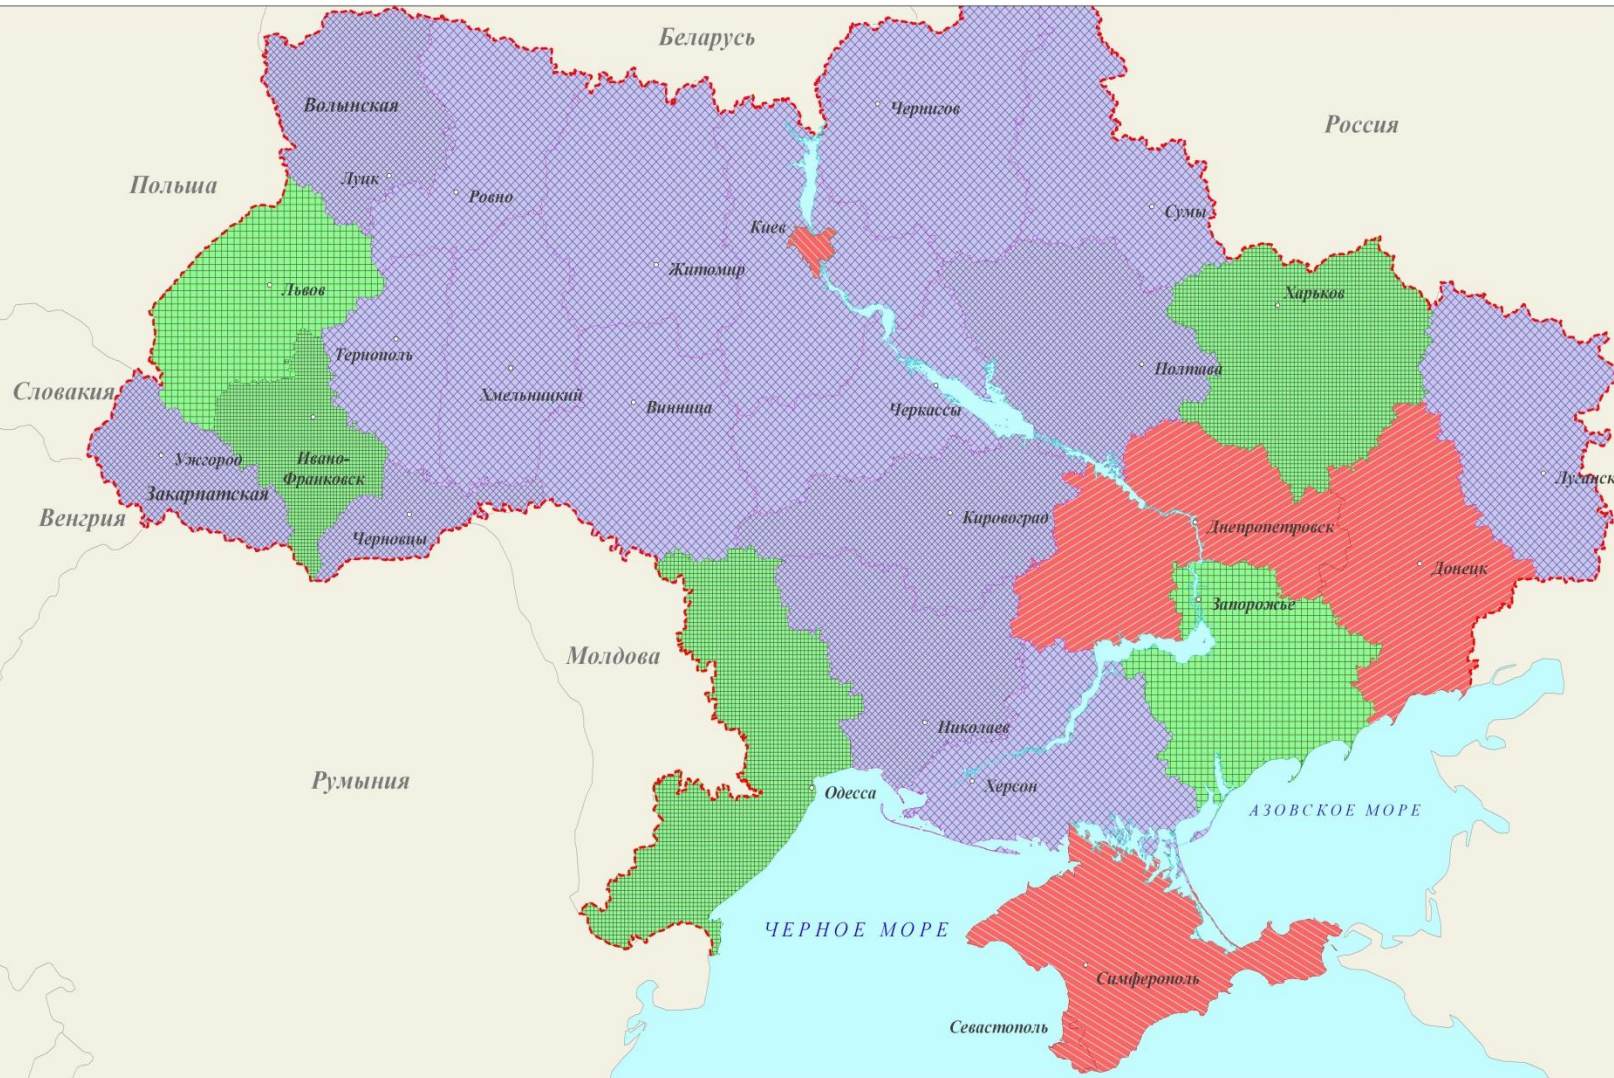 Беларусь
Россия
Волынская
Чернигов
Польша
Луцк
Ровно
Сумы
Киев
Житомир
Львов
Харьков
Тернополь
Полтава
Словакия
Хмельницкий
Винница
Черкассы
Ужгород
Ивано-
Франковск
Закарпатская
Луганск
Венгрия
Черновцы
Кировоград
Днепропетровск
Донецк
Запорожье
Молдова
Николаев
Румыния
Одесса
Херсон
АЗОВСКОЕ МОРЕ
ЧЕРНОЕ МОРЕ
Симферополь
Севастополь